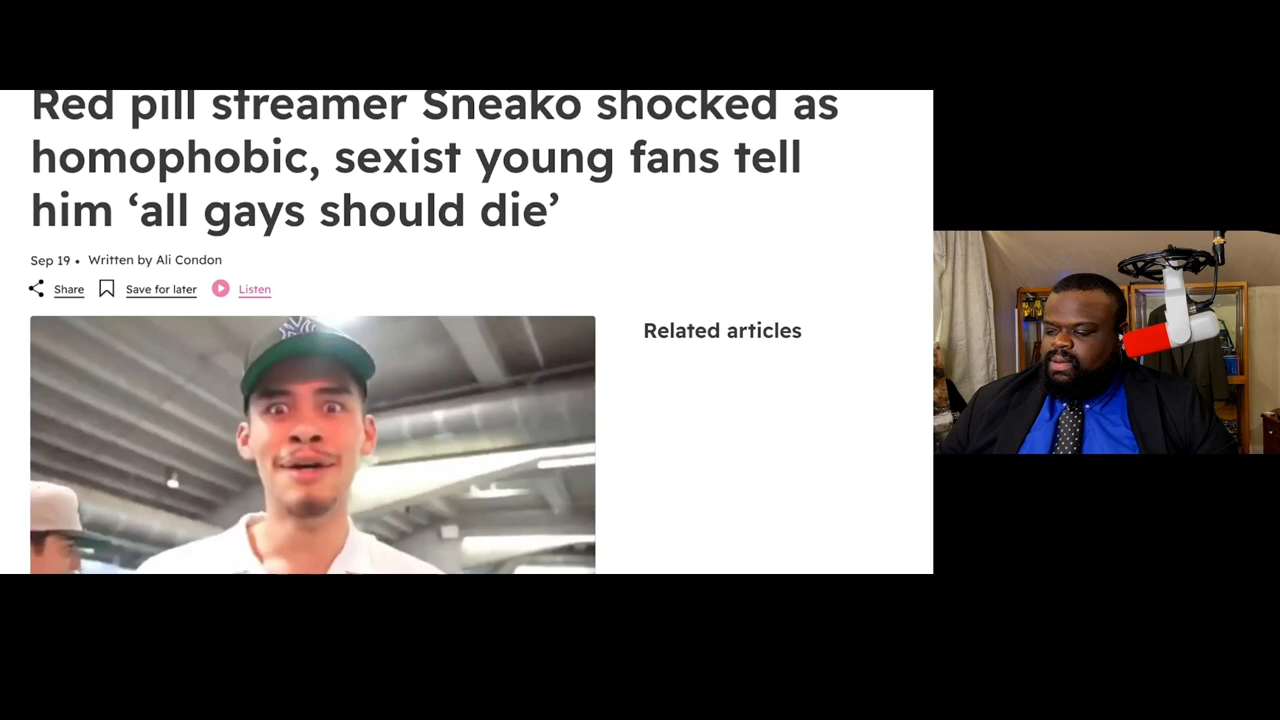 Red pill streamer Sneako shocked as
homophobic, sexist young fans tell
him ‘all gays should die’
Sep 19 • Written by Ali Condon
Share Save for later Listen
Related articles